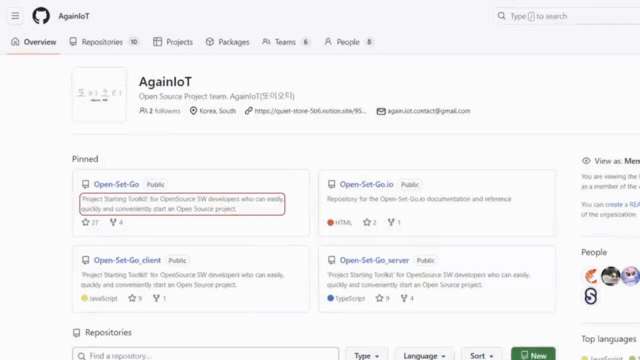 AgainIoT
Type / to search
Overview
Repositories 10
Projects
Packages
Teams 6
People 8
또이오티
AgainIoT
Open Source Project team. AgainIoT(또이오티)
2 followers
Korea, South
https://quiet-store-5b6.notion.site/95...
again.iot.contact@gmail.com
Pinned
Open-Set-Go Public
'Project Starting Toolkit' for OpenSource SW developers who can easily,
quickly and conveniently start an Open Source project.
27 4
Open-Set-Go.io Public
Repository for the Open-Set-Go.io documentation and reference
HTML 2 1
Open-Set-Go_client Public
'Project Starting Toolkit' for OpenSource SW developers who can easily,
quickly and conveniently start an Open Source project.
JavaScript 9 1
Open-Set-Go_server Public
'Project Starting Toolkit' for OpenSource SW developers who can easily,
quickly and conveniently start an Open Source project.
TypeScript 9 4
Repositories
Find a repository...
Type
Language
Sort
New
View as: Mem
You are viewing the
as a member of the
You can create a REA
of the organization.
People
Top languages
JavaScript